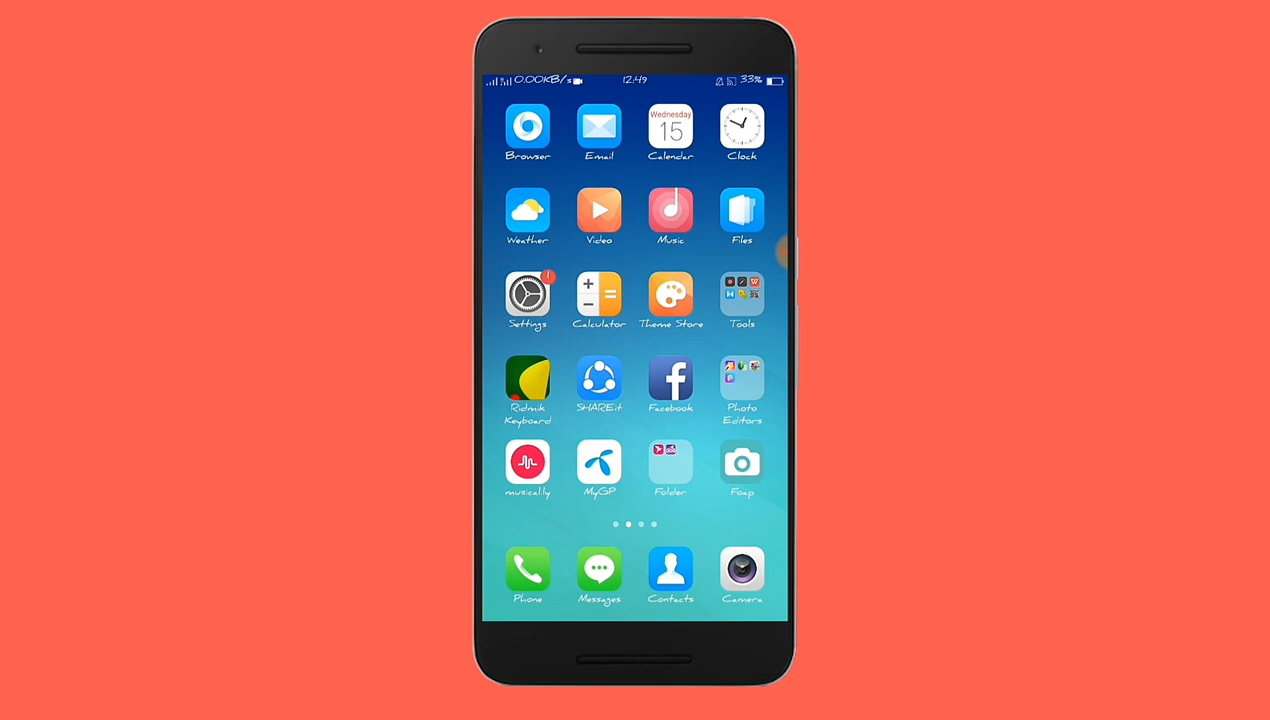 0.00KB/s 12:49 33%
Wednesday
15
Browser Email Calendar Clock
Weather Video Music Files
1
Settings Calculator Theme Store Tools
Ridmik
Keyboard
SHAREit Facebook
Photo
Editors
musical.ly MyGP Folder Foap
Phone Messages Contacts Camera